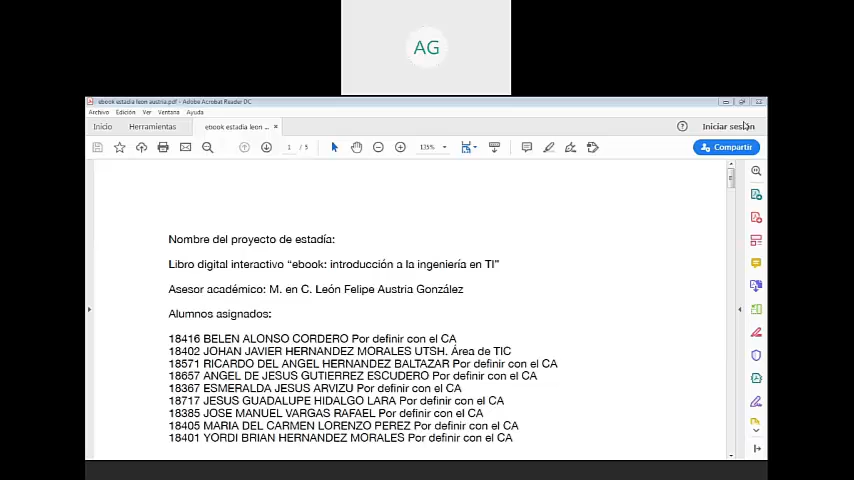 AG
ebook estadia leon austria.pdf - Adobe Acrobat Reader DC
Archivo Edición Ver Ventana Ayuda
Inicio Herramientas ebook estadia leon ... × Iniciar sesión
1 / 5 135% Compartir
Nombre del proyecto de estadía:
Libro digital interactivo “ebook: introducción a la ingeniería en TI”
Asesor académico: M. en C. León Felipe Austria González
Alumnos asignados:
18416 BELEN ALONSO CORDERO Por definir con el CA
18402 JOHAN JAVIER HERNANDEZ MORALES UTSH. Área de TIC
18571 RICARDO DEL ANGEL HERNANDEZ BALTAZAR Por definir con el CA
18657 ANGEL DE JESUS GUTIERREZ ESCUDERO Por definir con el CA
18367 ESMERALDA JESUS ARVIZU Por definir con el CA
18717 JESUS GUADALUPE HIDALGO LARA Por definir con el CA
18385 JOSE MANUEL VARGAS RAFAEL Por definir con el CA
18405 MARIA DEL CARMEN LORENZO PEREZ Por definir con el CA
18401 YORDI BRIAN HERNANDEZ MORALES Por definir con el CA